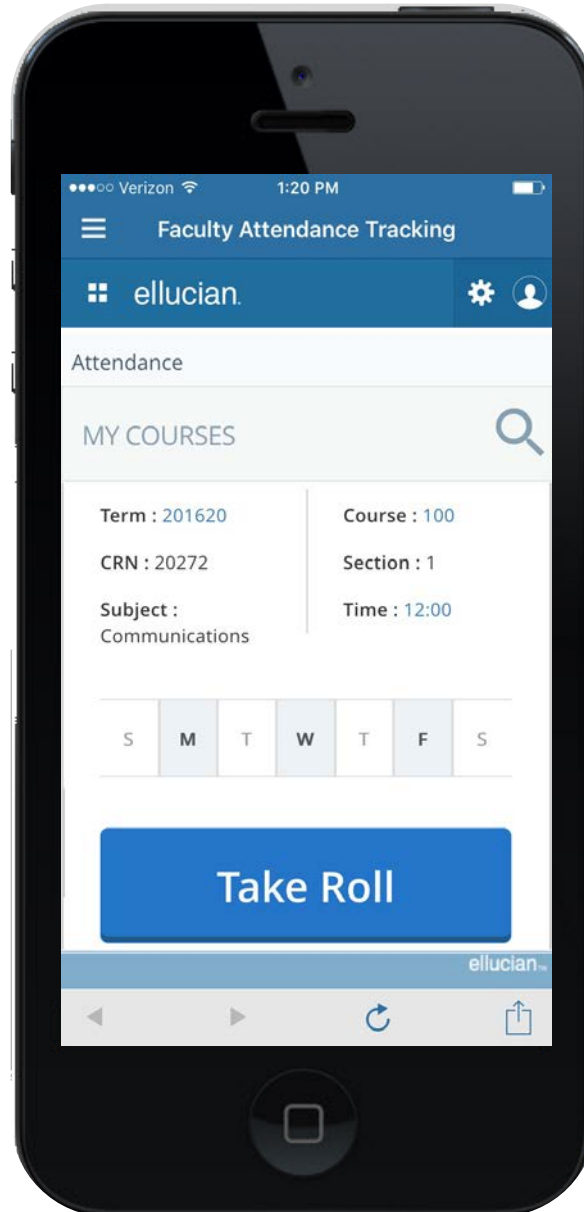 Verizon 1:20 PM
Faculty Attendance Tracking
ellucian.
Attendance
MY COURSES
Term : 201620 Course : 100
CRN : 20272 Section : 1
Subject : Time : 12:00
Communications
S M T W T F S
Take Roll
ellucian™